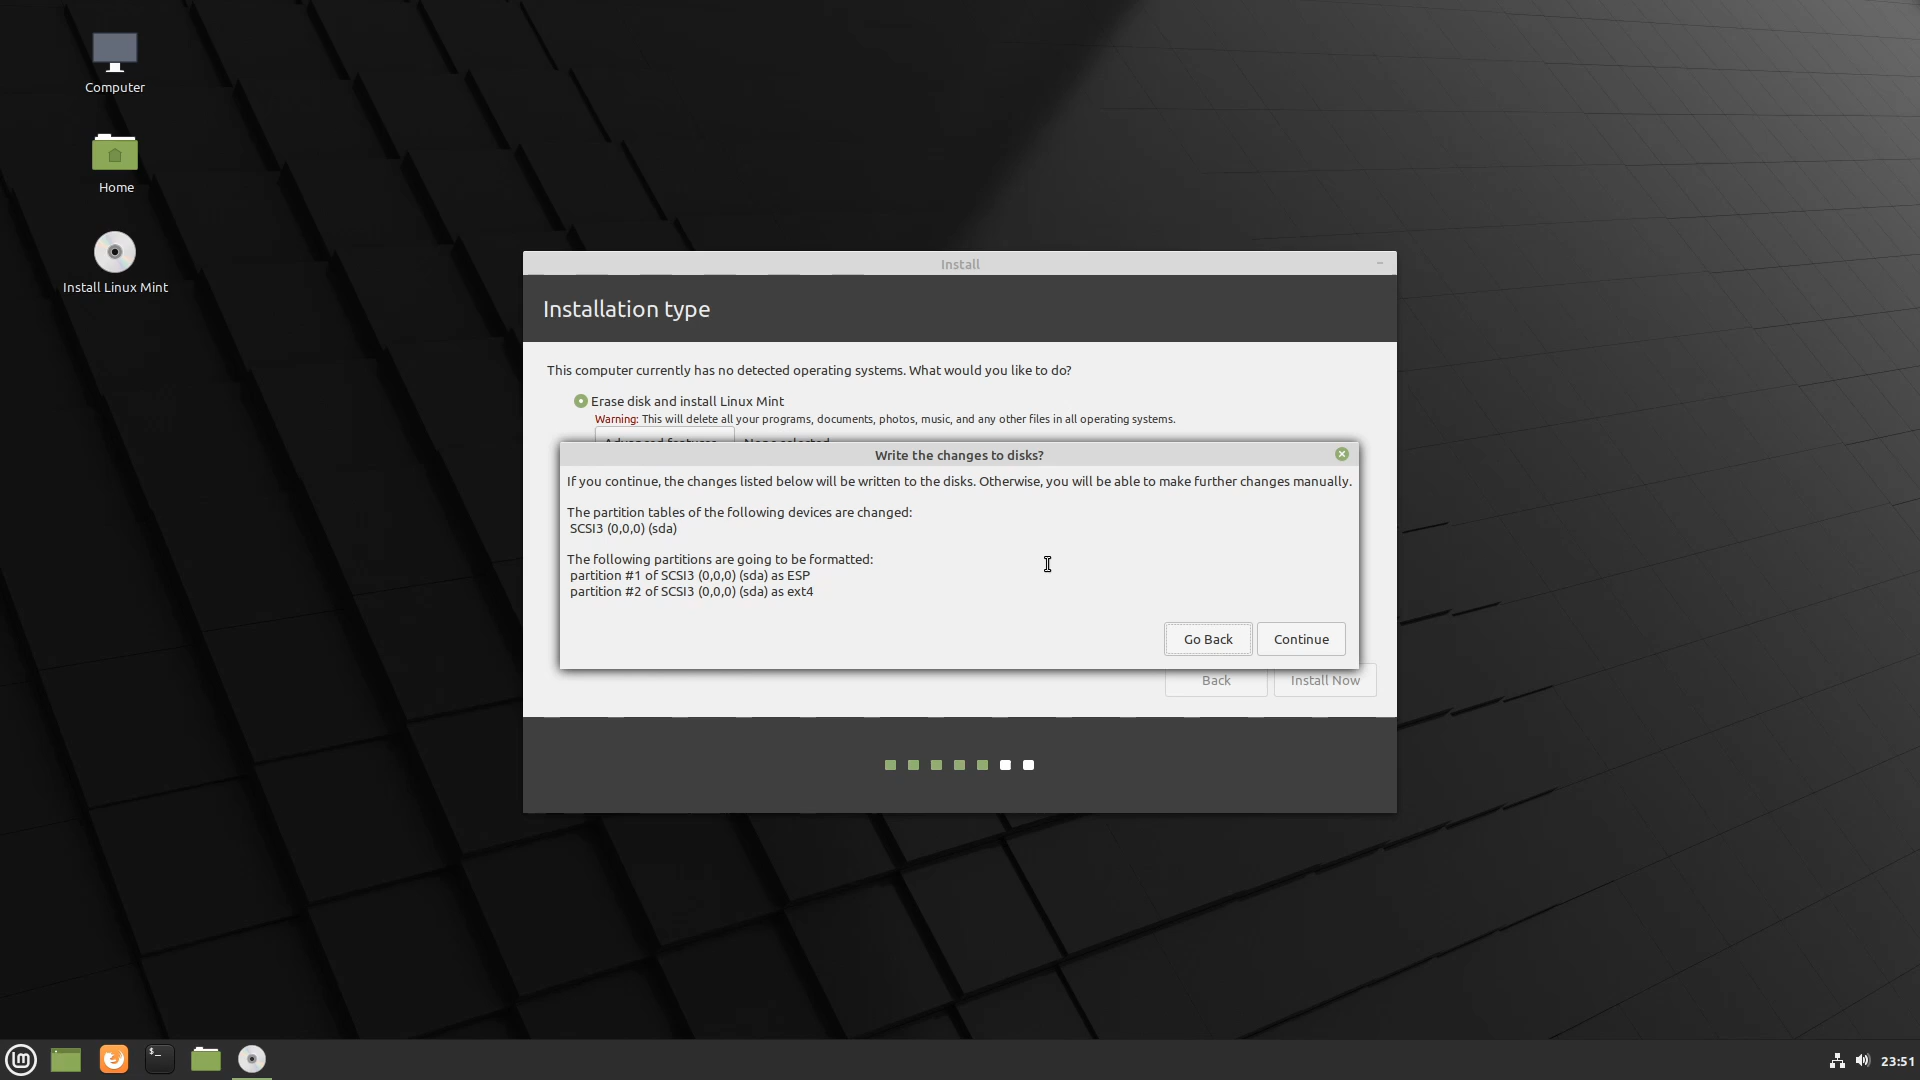 Computer
Home
Install Linux Mint
Install
Installation type
This computer currently has no detected operating systems. What would you like to do?
Erase disk and install Linux Mint
Warning: This will delete all your programs, documents, photos, music, and any other files in all operating systems.
Advanced features... None selected
Write the changes to disks?
If you continue, the changes listed below will be written to the disks. Otherwise, you will be able to make further changes manually.
The partition tables of the following devices are changed:
SCSI3 (0,0,0) (sda)
The following partitions are going to be formatted:
partition #1 of SCSI3 (0,0,0) (sda) as ESP
partition #2 of SCSI3 (0,0,0) (sda) as ext4
Go Back Continue
Back Install Now
23:51